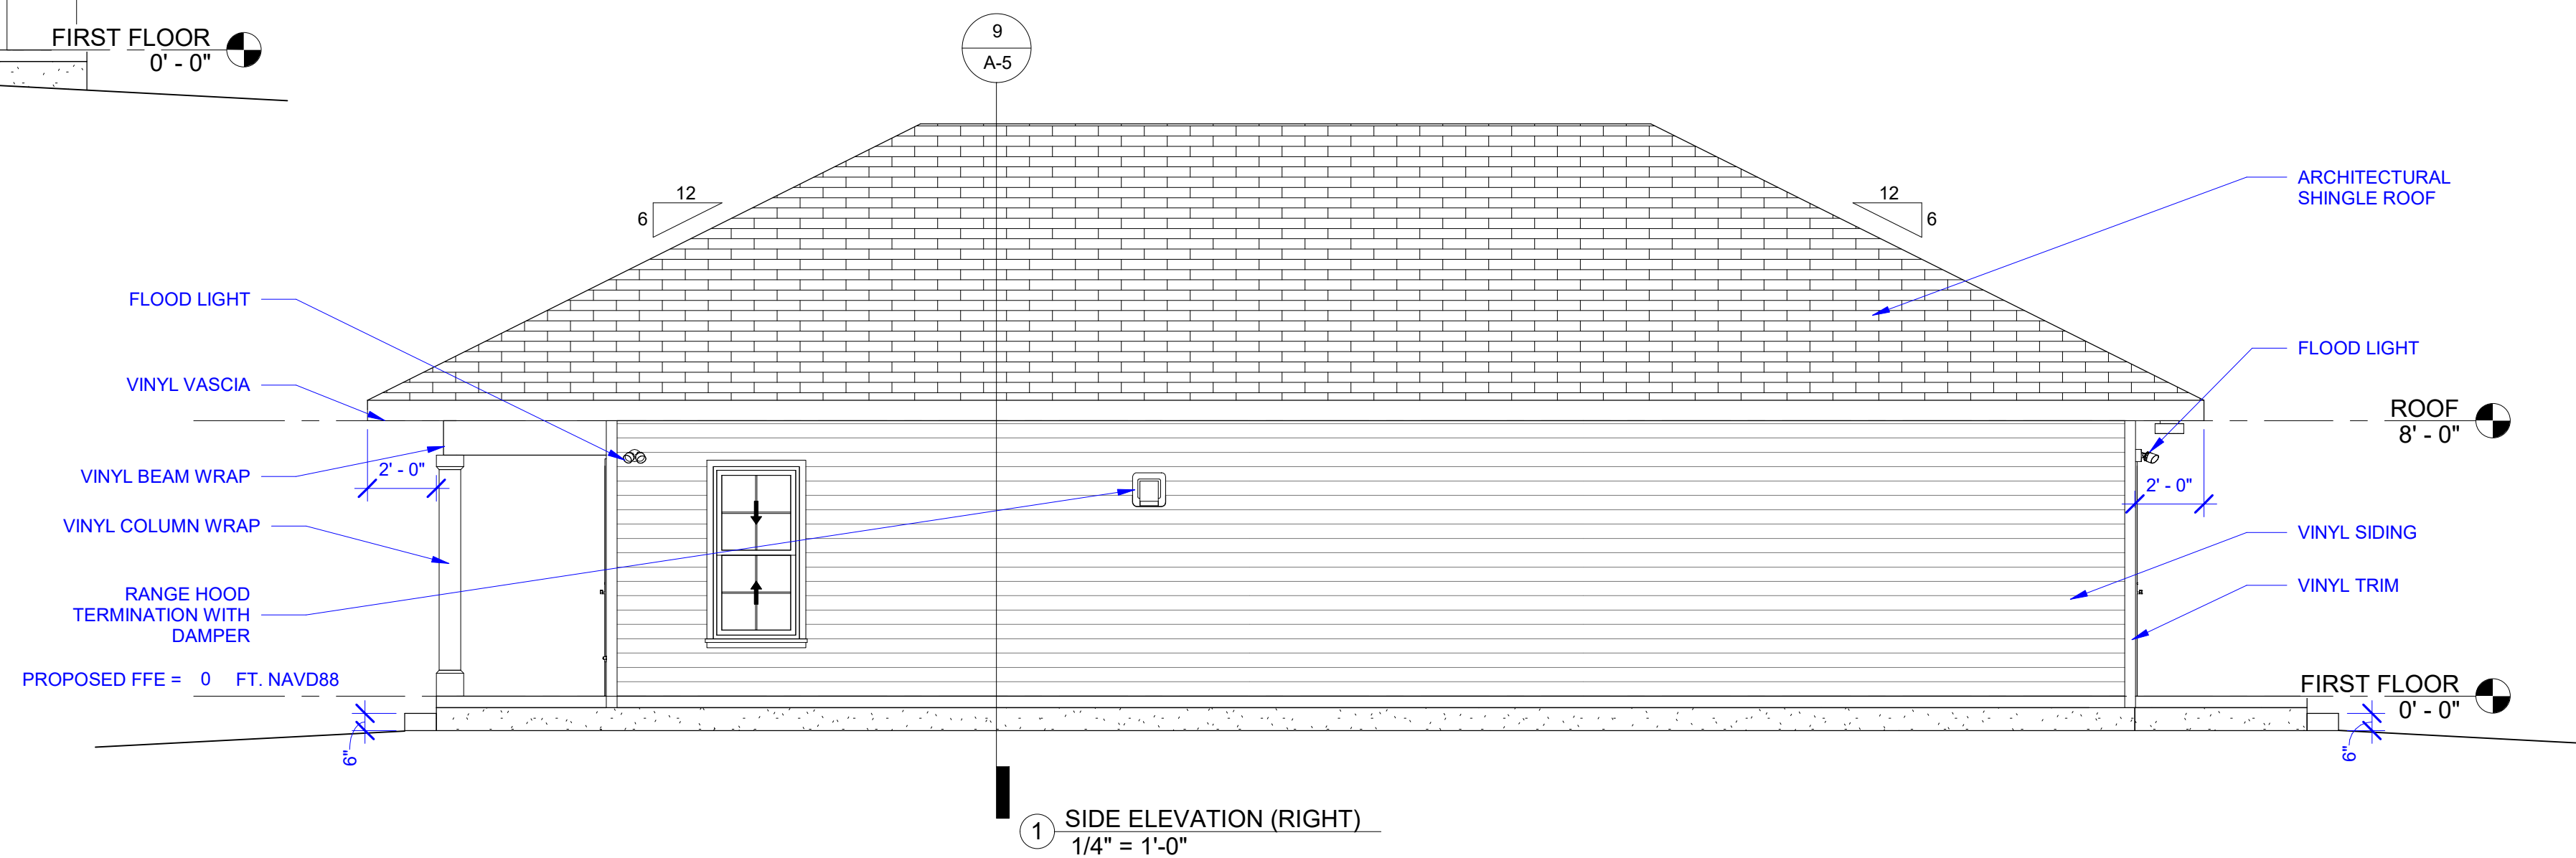 FIRST FLOOR
0' - 0"
9
A-5
12
6
12
6
ARCHITECTURAL
SHINGLE ROOF
FLOOD LIGHT
FLOOD LIGHT
VINYL VASCIA
ROOF
8' - 0"
VINYL BEAM WRAP
2' - 0"
2' - 0"
VINYL COLUMN WRAP
VINYL SIDING
RANGE HOOD
TERMINATION WITH
DAMPER
VINYL TRIM
PROPOSED FFE = 0 FT. NAVD88
FIRST FLOOR
0' - 0"
6"
6"
1 SIDE ELEVATION (RIGHT)
1/4" = 1'-0"